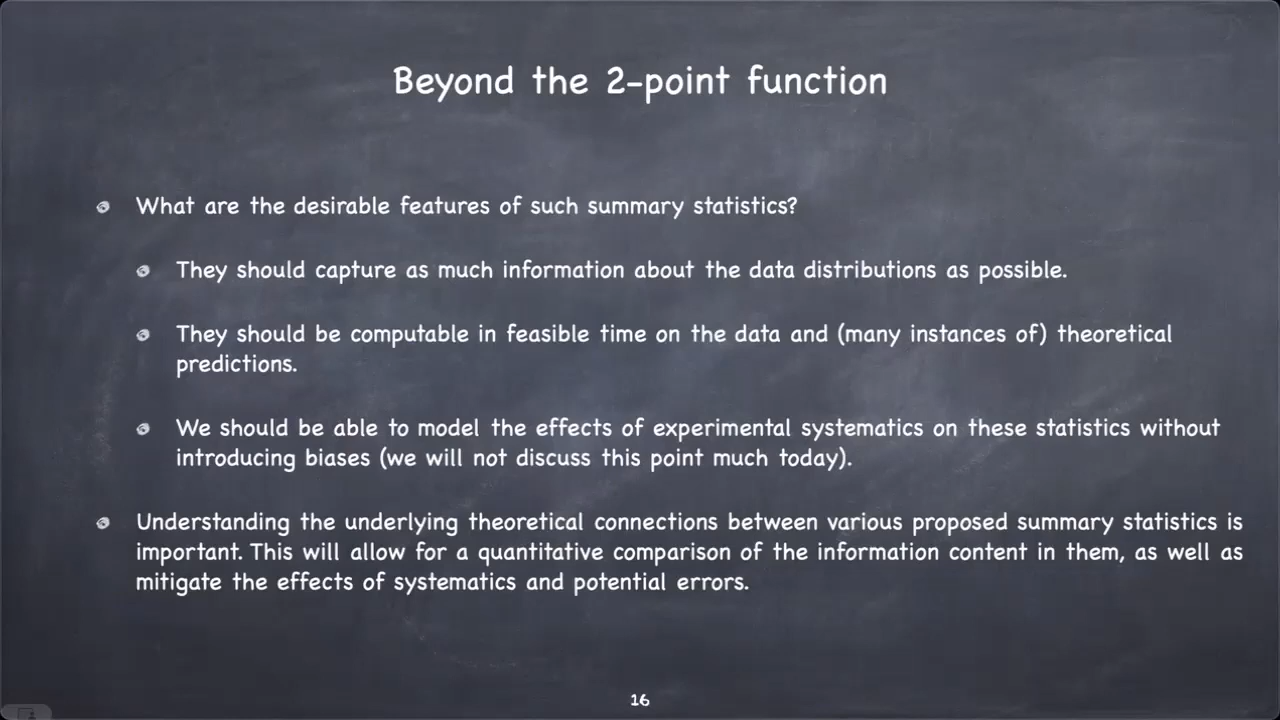 Beyond the 2-point function
What are the desirable features of such summary statistics?
They should capture as much information about the data distributions as possible.
They should be computable in feasible time on the data and (many instances of) theoretical
predictions.
We should be able to model the effects of experimental systematics on these statistics without
introducing biases (we will not discuss this point much today).
Understanding the underlying theoretical connections between various proposed summary statistics is
important. This will allow for a quantitative comparison of the information content in them, as well as
mitigate the effects of systematics and potential errors.
16